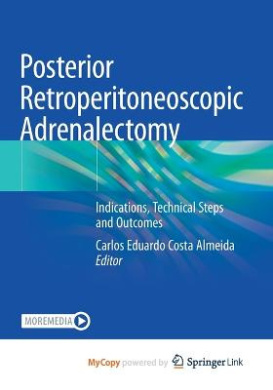 Posterior
Retroperitoneoscopic
Adrenalectomy
Indications, Technical Steps
and Outcomes
Carlos Eduardo Costa Almeida
Editor
MOREMEDIA
MyCopy powered by Springer Link